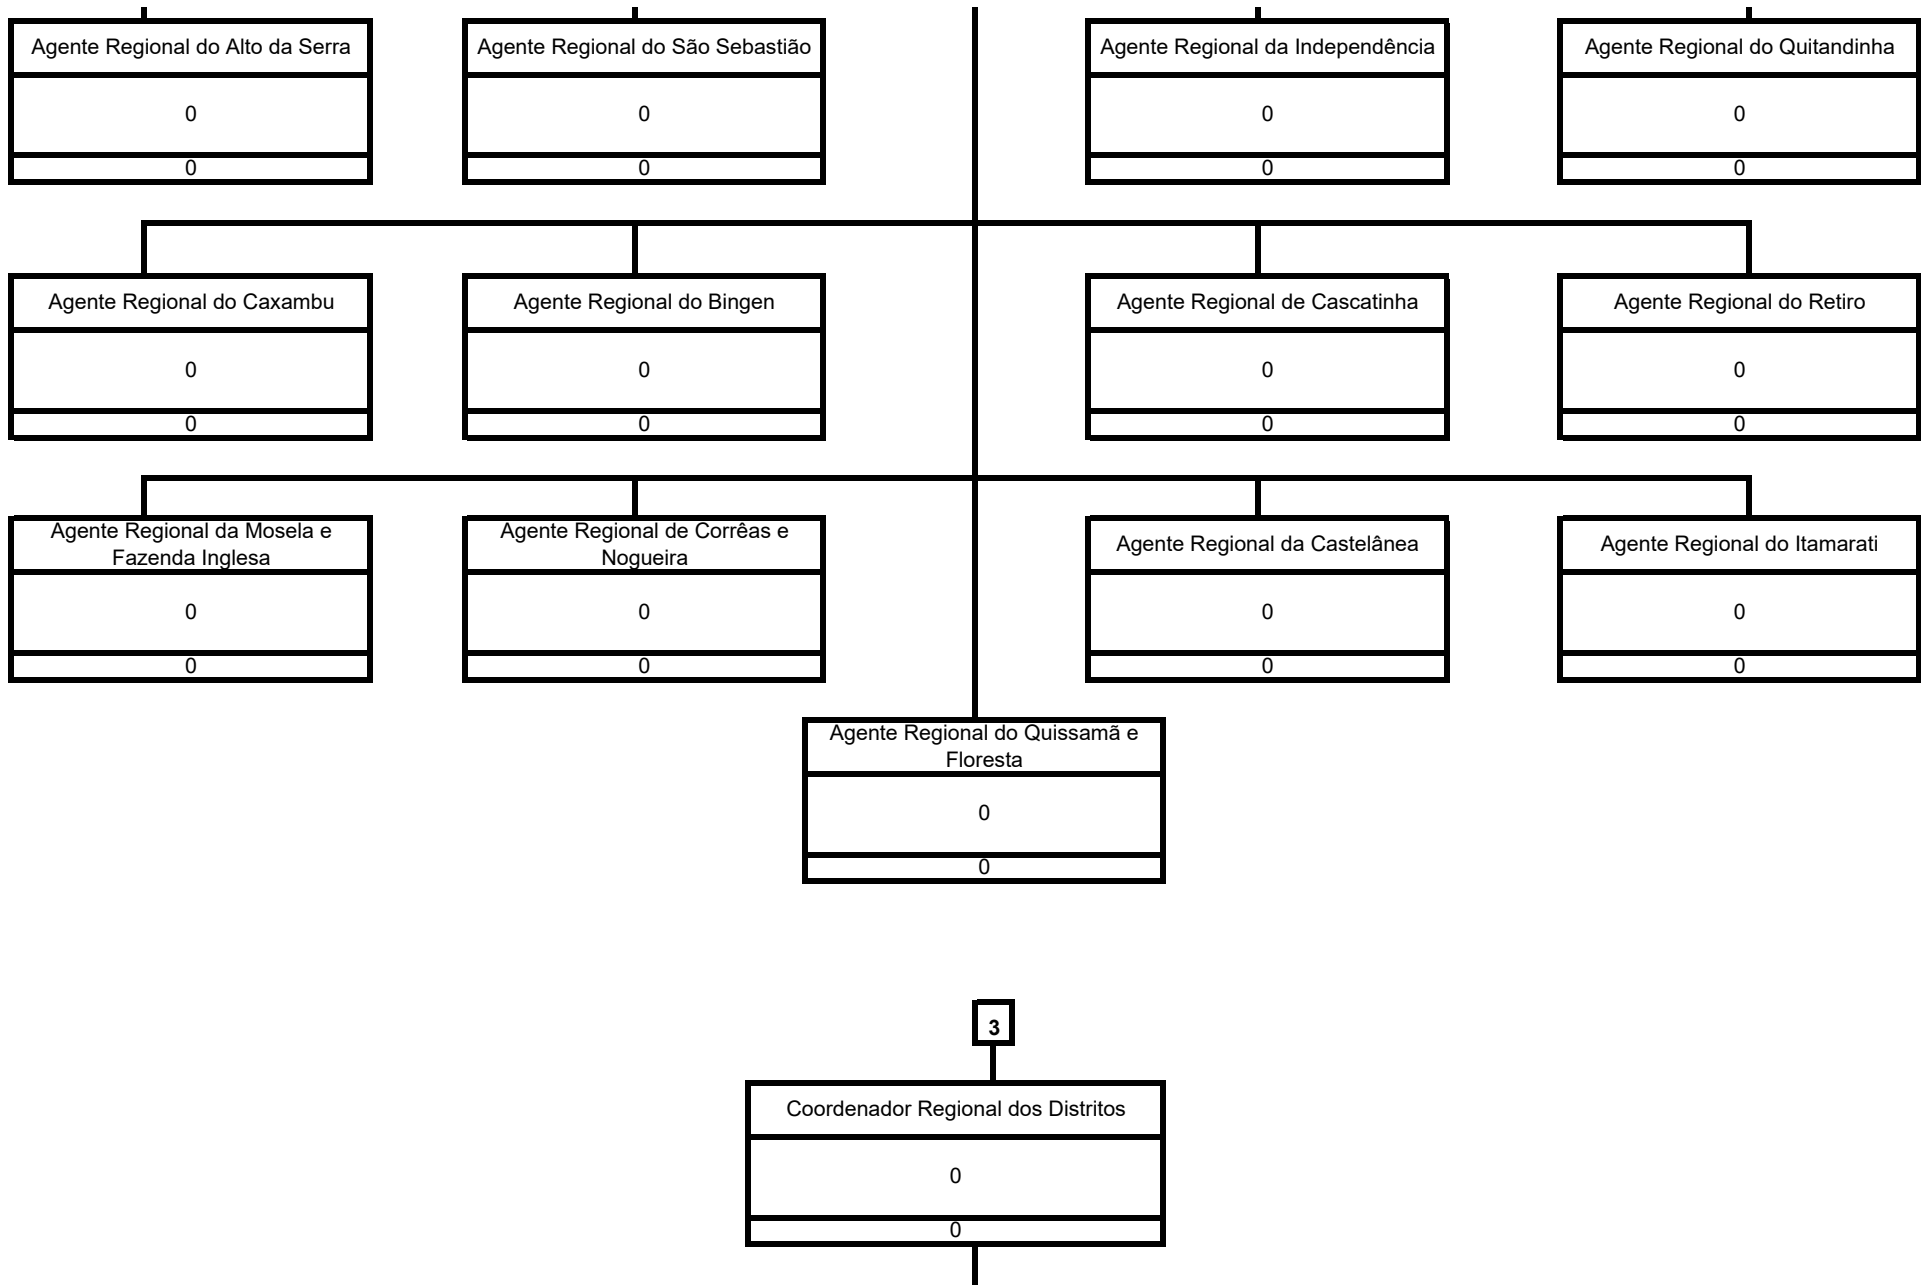 Agente Regional do Alto da Serra
Agente Regional do São Sebastião
Agente Regional da Independência
Agente Regional do Quitandinha
0
0
0
0
0
0
0
0
Agente Regional do Caxambu
Agente Regional do Bingen
Agente Regional de Cascatinha
Agente Regional do Retiro
0
0
0
0
0
0
0
0
Agente Regional da Mosela e
Fazenda Inglesa
Agente Regional de Corrêas e
Nogueira
Agente Regional da Castelânea
Agente Regional do Itamarati
0
0
0
0
0
0
0
0
Agente Regional do Quissamã e
Floresta
0
0
3
Coordenador Regional dos Distritos
0
0